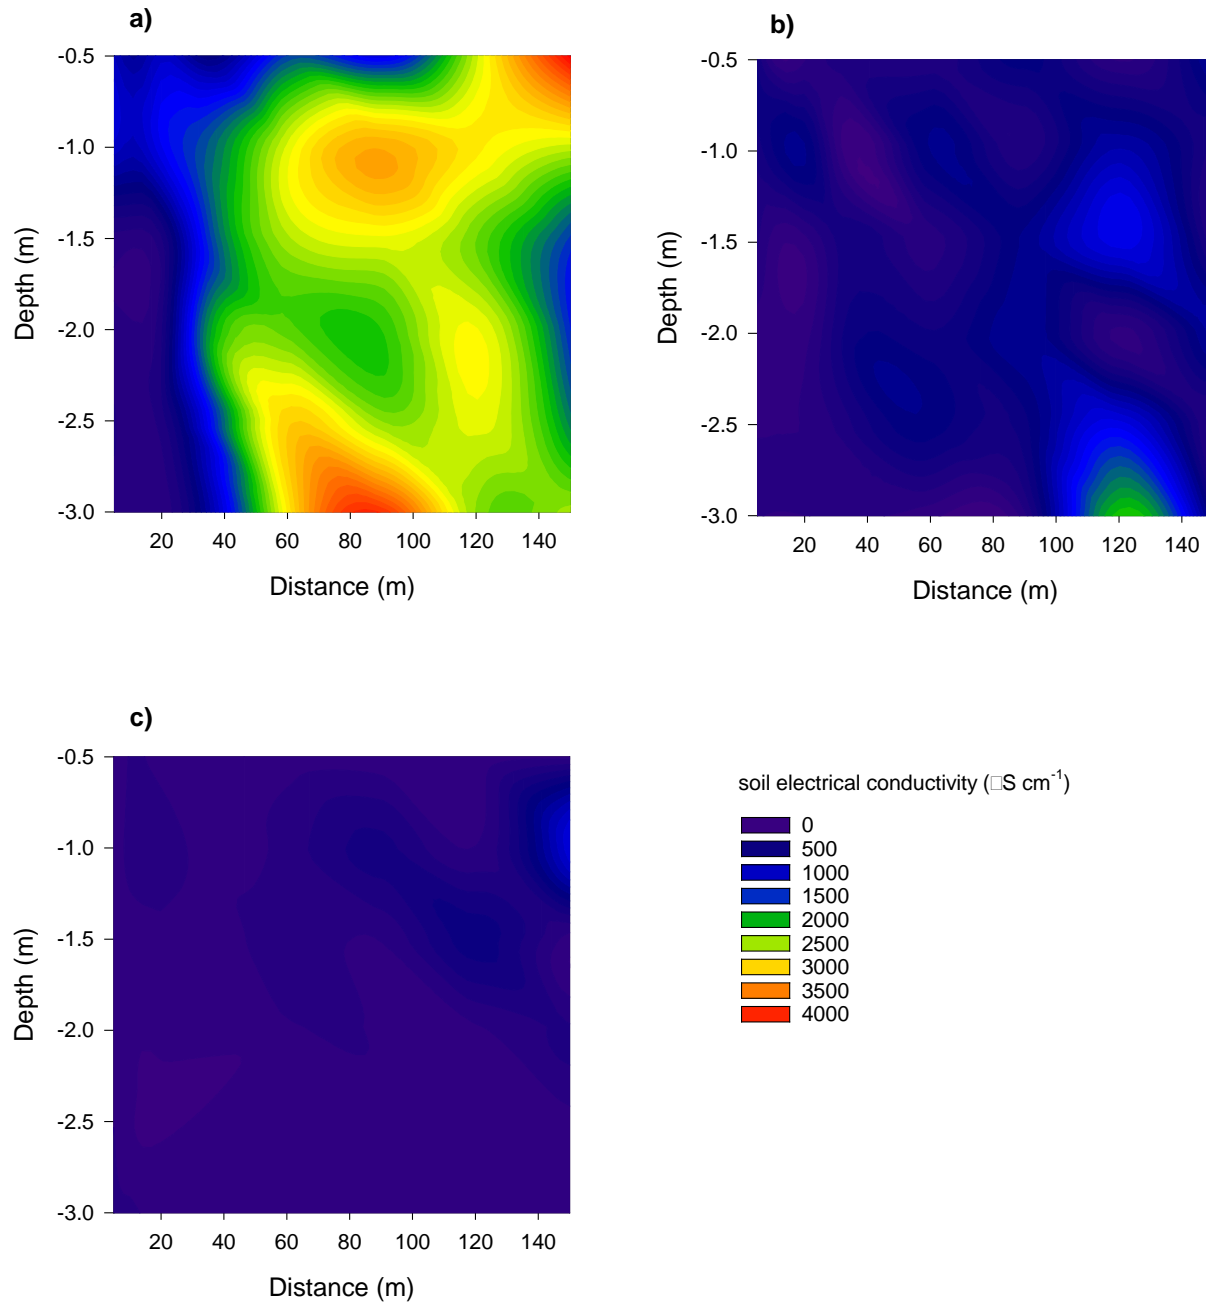 a)
-0.5
-1.0
-1.5
-2.0
-2.5
-3.0
Depth (m)
20 40 60 80 100 120 140
Distance (m)
b)
-0.5
-1.0
-1.5
-2.0
-2.5
-3.0
Depth (m)
20 40 60 80 100 120 140
Distance (m)
c)
-0.5
-1.0
-1.5
-2.0
-2.5
-3.0
Depth (m)
20 40 60 80 100 120 140
Distance (m)
soil electrical conductivity (□S cm⁻¹)
0
500
1000
1500
2000
2500
3000
3500
4000